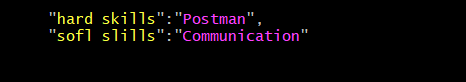 "hard skills":"Postman",
"sofl slills":"Communication"